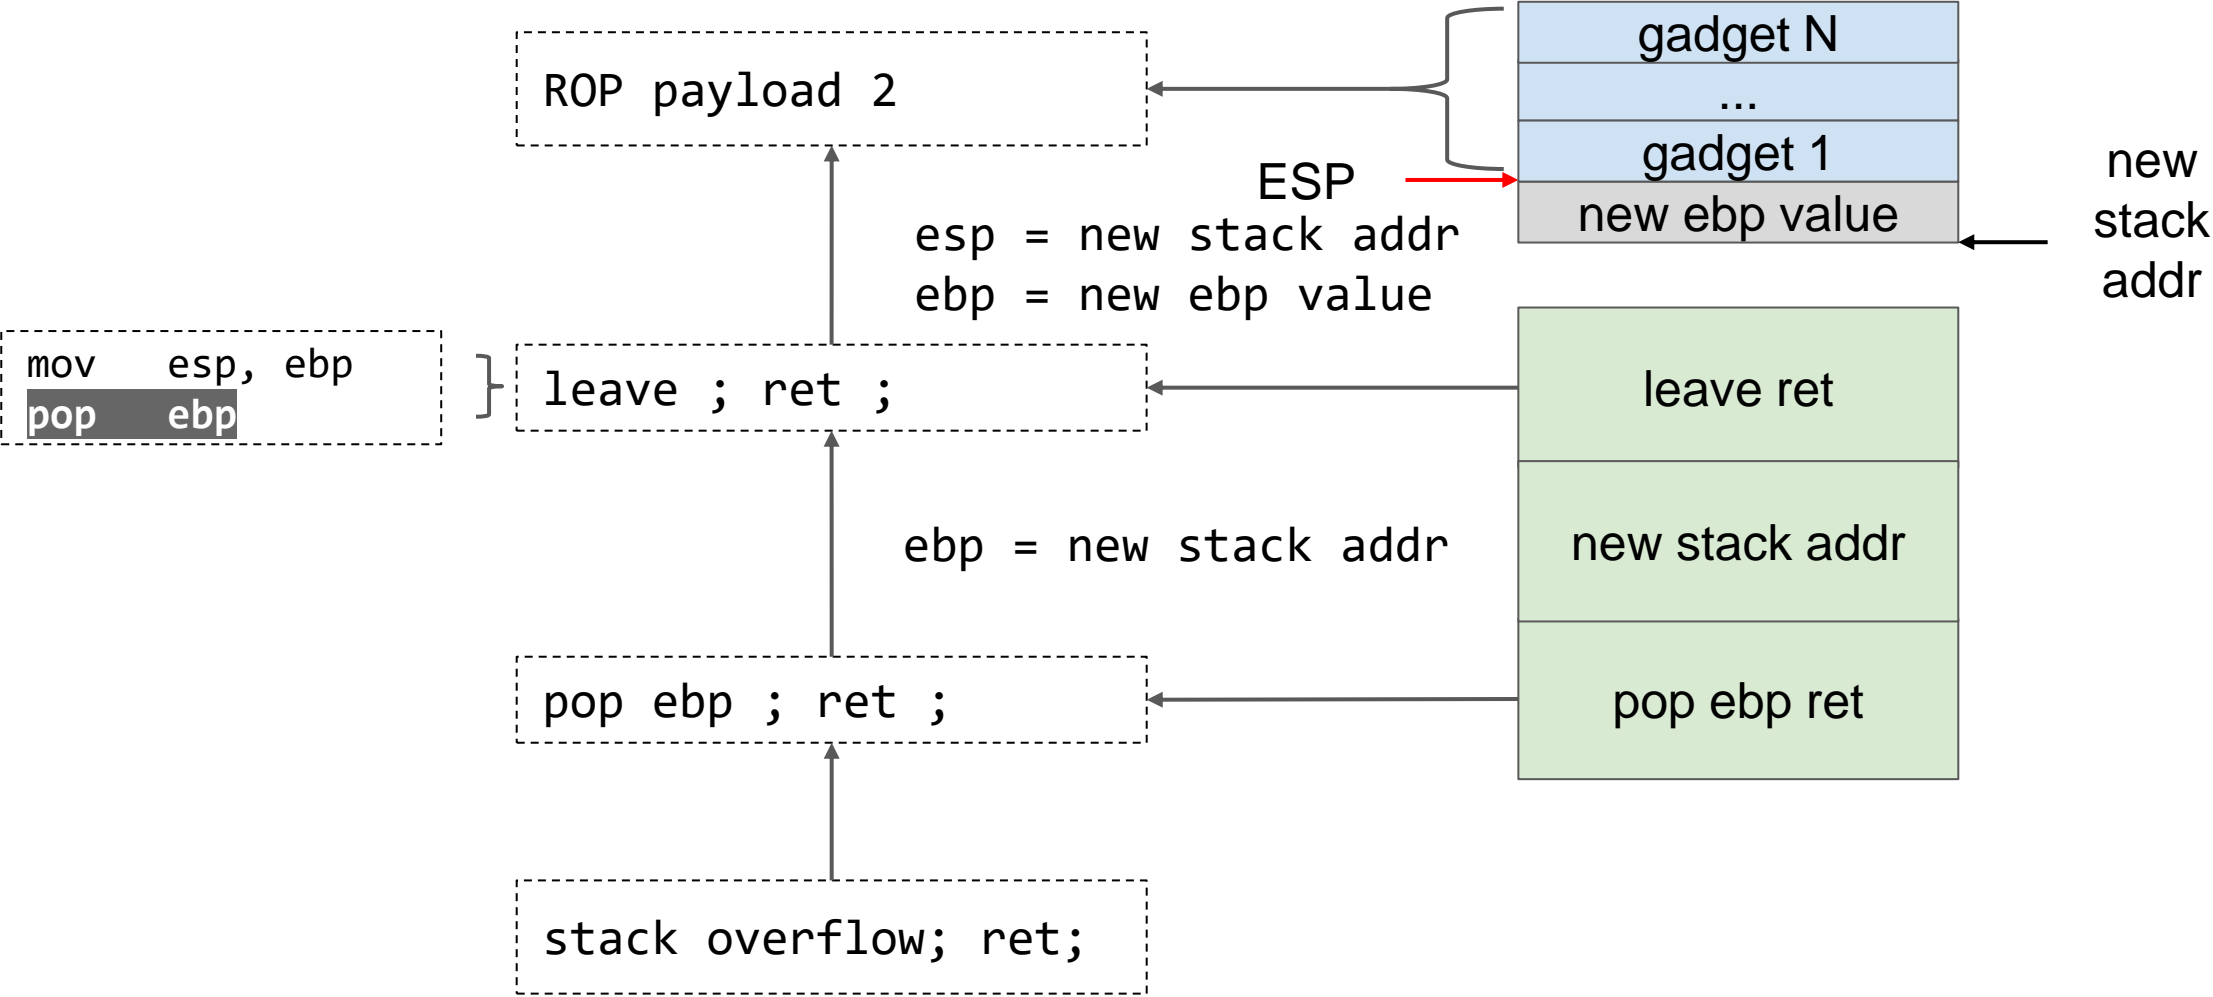 gadget N
ROP payload 2
...
gadget 1
ESP
new ebp value
new
stack
addr
esp = new stack addr
ebp = new ebp value
mov esp, ebp
pop ebp
leave ; ret ;
leave ret
ebp = new stack addr
new stack addr
pop ebp ; ret ;
pop ebp ret
stack overflow; ret;